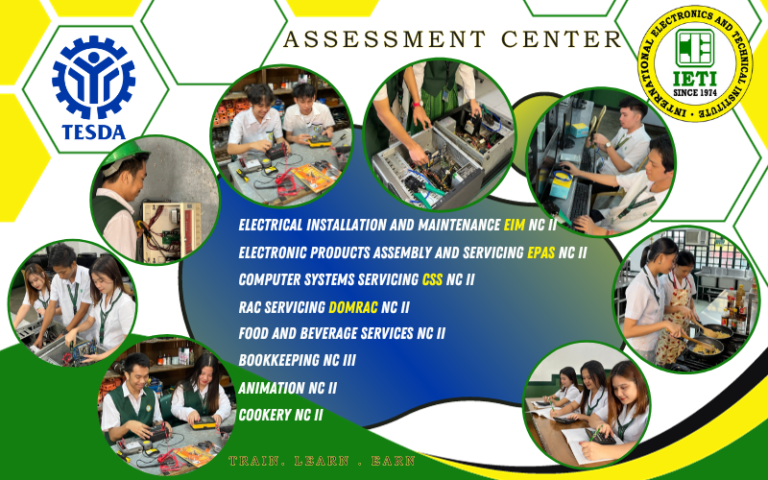 ASSESSMENT CENTER
TESDA
INTERNATIONAL ELECTRONICS AND TECHNICAL INSTITUTE
IETI
SINCE 1974
ELECTRICAL INSTALLATION AND MAINTENANCE EIM NC II
ELECTRONIC PRODUCTS ASSEMBLY AND SERVICING EPAS NC II
COMPUTER SYSTEMS SERVICING CSS NC II
RAC SERVICING DOMRAC NC II
FOOD AND BEVERAGE SERVICES NC II
BOOKKEEPING NC III
ANIMATION NC II
COOKERY NC II
TRAIN. LEARN . EARN